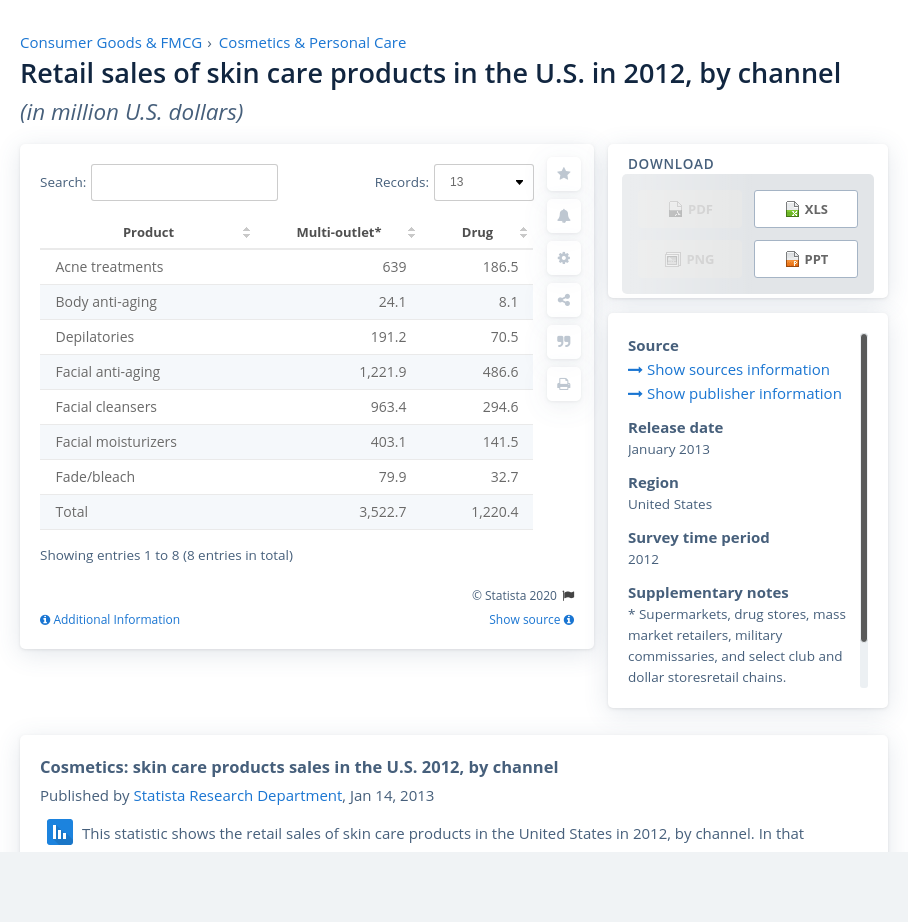 Consumer Goods & FMCG › Cosmetics & Personal Care
Retail sales of skin care products in the U.S. in 2012, by channel
(in million U.S. dollars)
Search:
Records: 13
Product Multi-outlet* Drug
Acne treatments 639 186.5
Body anti-aging 24.1 8.1
Depilatories 191.2 70.5
Facial anti-aging 1,221.9 486.6
Facial cleansers 963.4 294.6
Facial moisturizers 403.1 141.5
Fade/bleach 79.9 32.7
Total 3,522.7 1,220.4
Showing entries 1 to 8 (8 entries in total)
© Statista 2020
Additional Information
Show source
DOWNLOAD
PDF XLS
PNG PPT
Source
Show sources information
Show publisher information
Release date
January 2013
Region
United States
Survey time period
2012
Supplementary notes
* Supermarkets, drug stores, mass
market retailers, military
commissaries, and select club and
dollar storesretail chains.
Cosmetics: skin care products sales in the U.S. 2012, by channel
Published by Statista Research Department, Jan 14, 2013
This statistic shows the retail sales of skin care products in the United States in 2012, by channel. In that